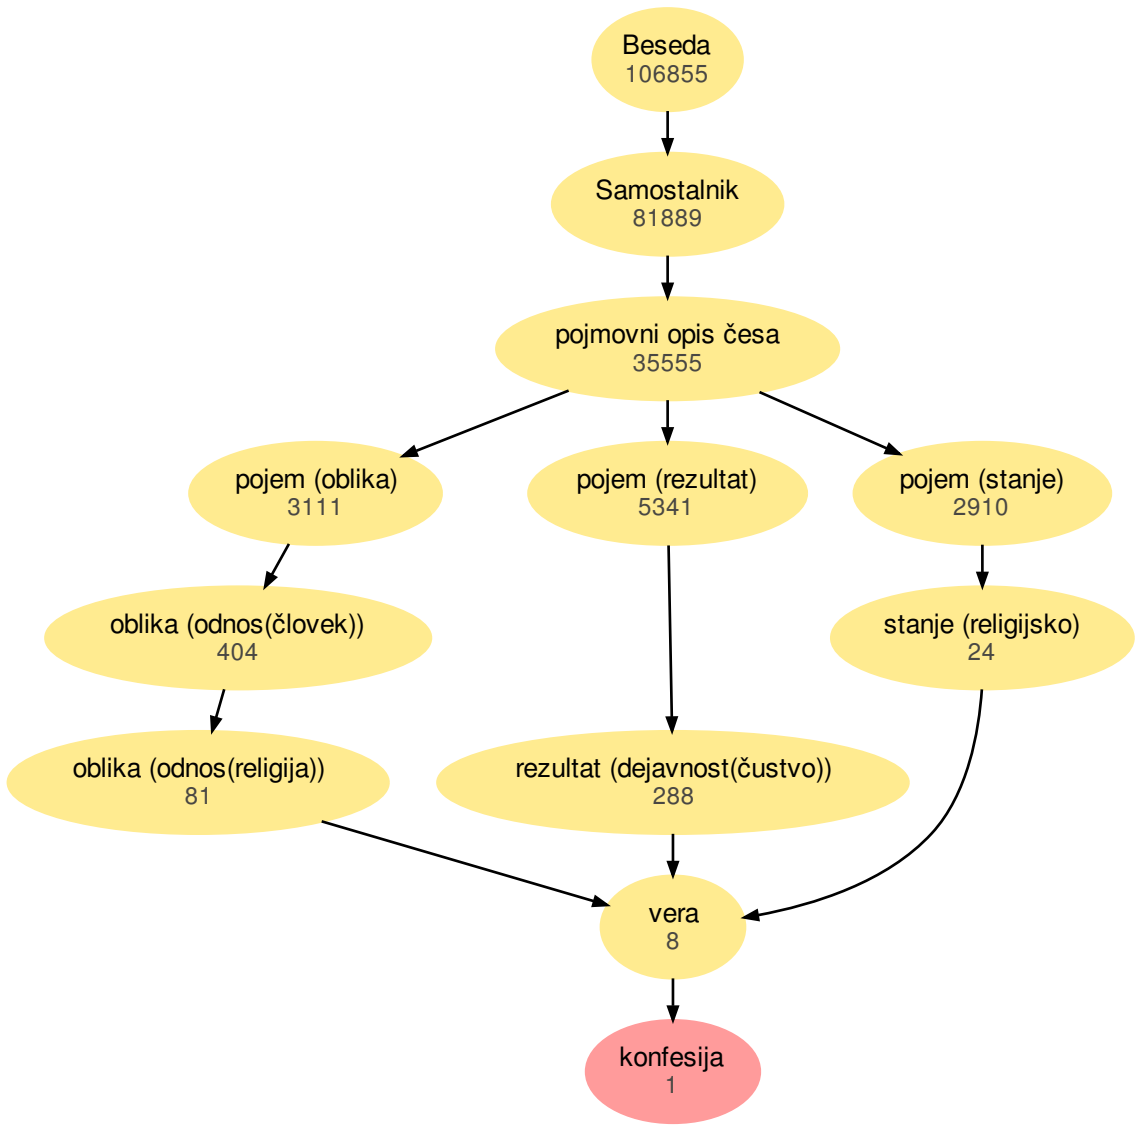 Beseda
106855
Samostalnik
81889
pojmovni opis česa
35555
pojem (oblika)
3111
pojem (rezultat)
5341
pojem (stanje)
2910
oblika (odnos(človek))
404
stanje (religijsko)
24
oblika (odnos(religija))
81
rezultat (dejavnost(čustvo))
288
vera
8
konfesija
1